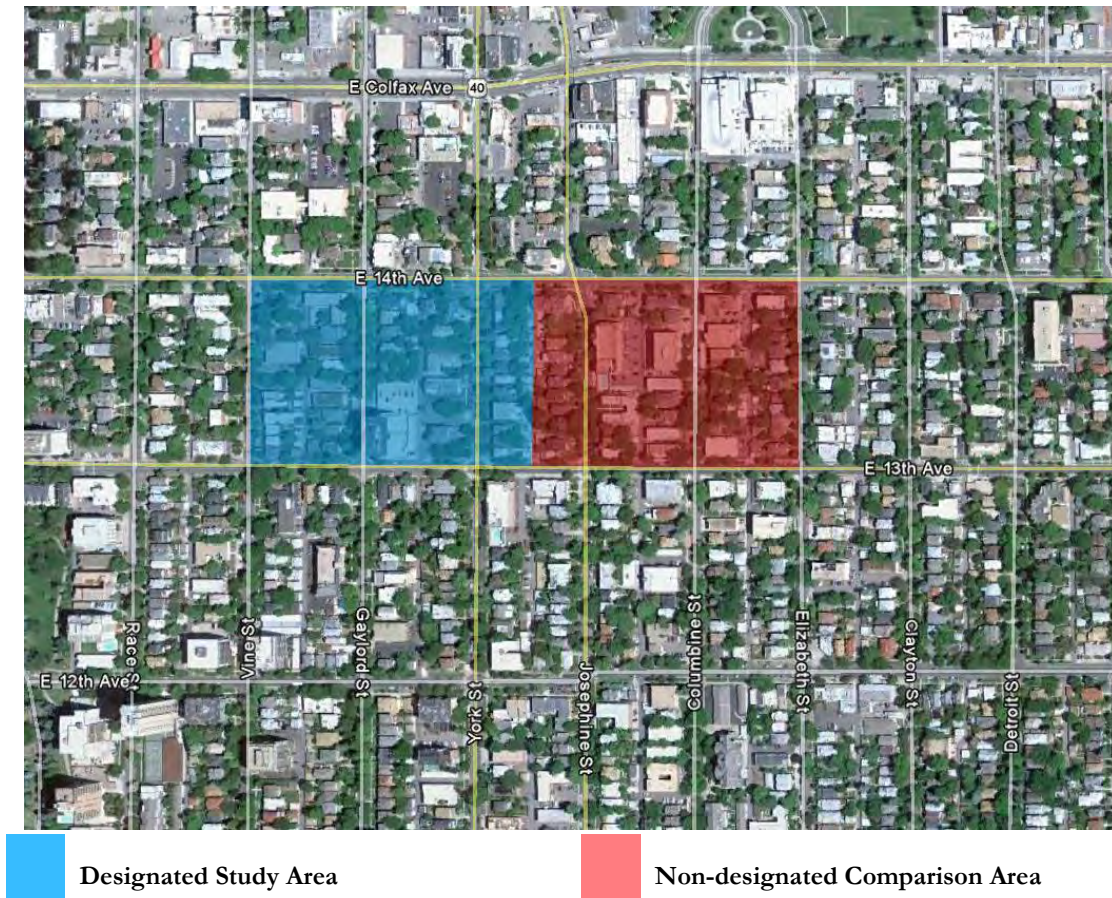 E Colfax Ave
40
E 14th Ave
E 13th Ave
Race St
Vine St
Gaylord St
York St
Josephine St
Columbine St
Elizabeth St
Clayton St
Detroit St
E 12th Ave
Designated Study Area
Non-designated Comparison Area